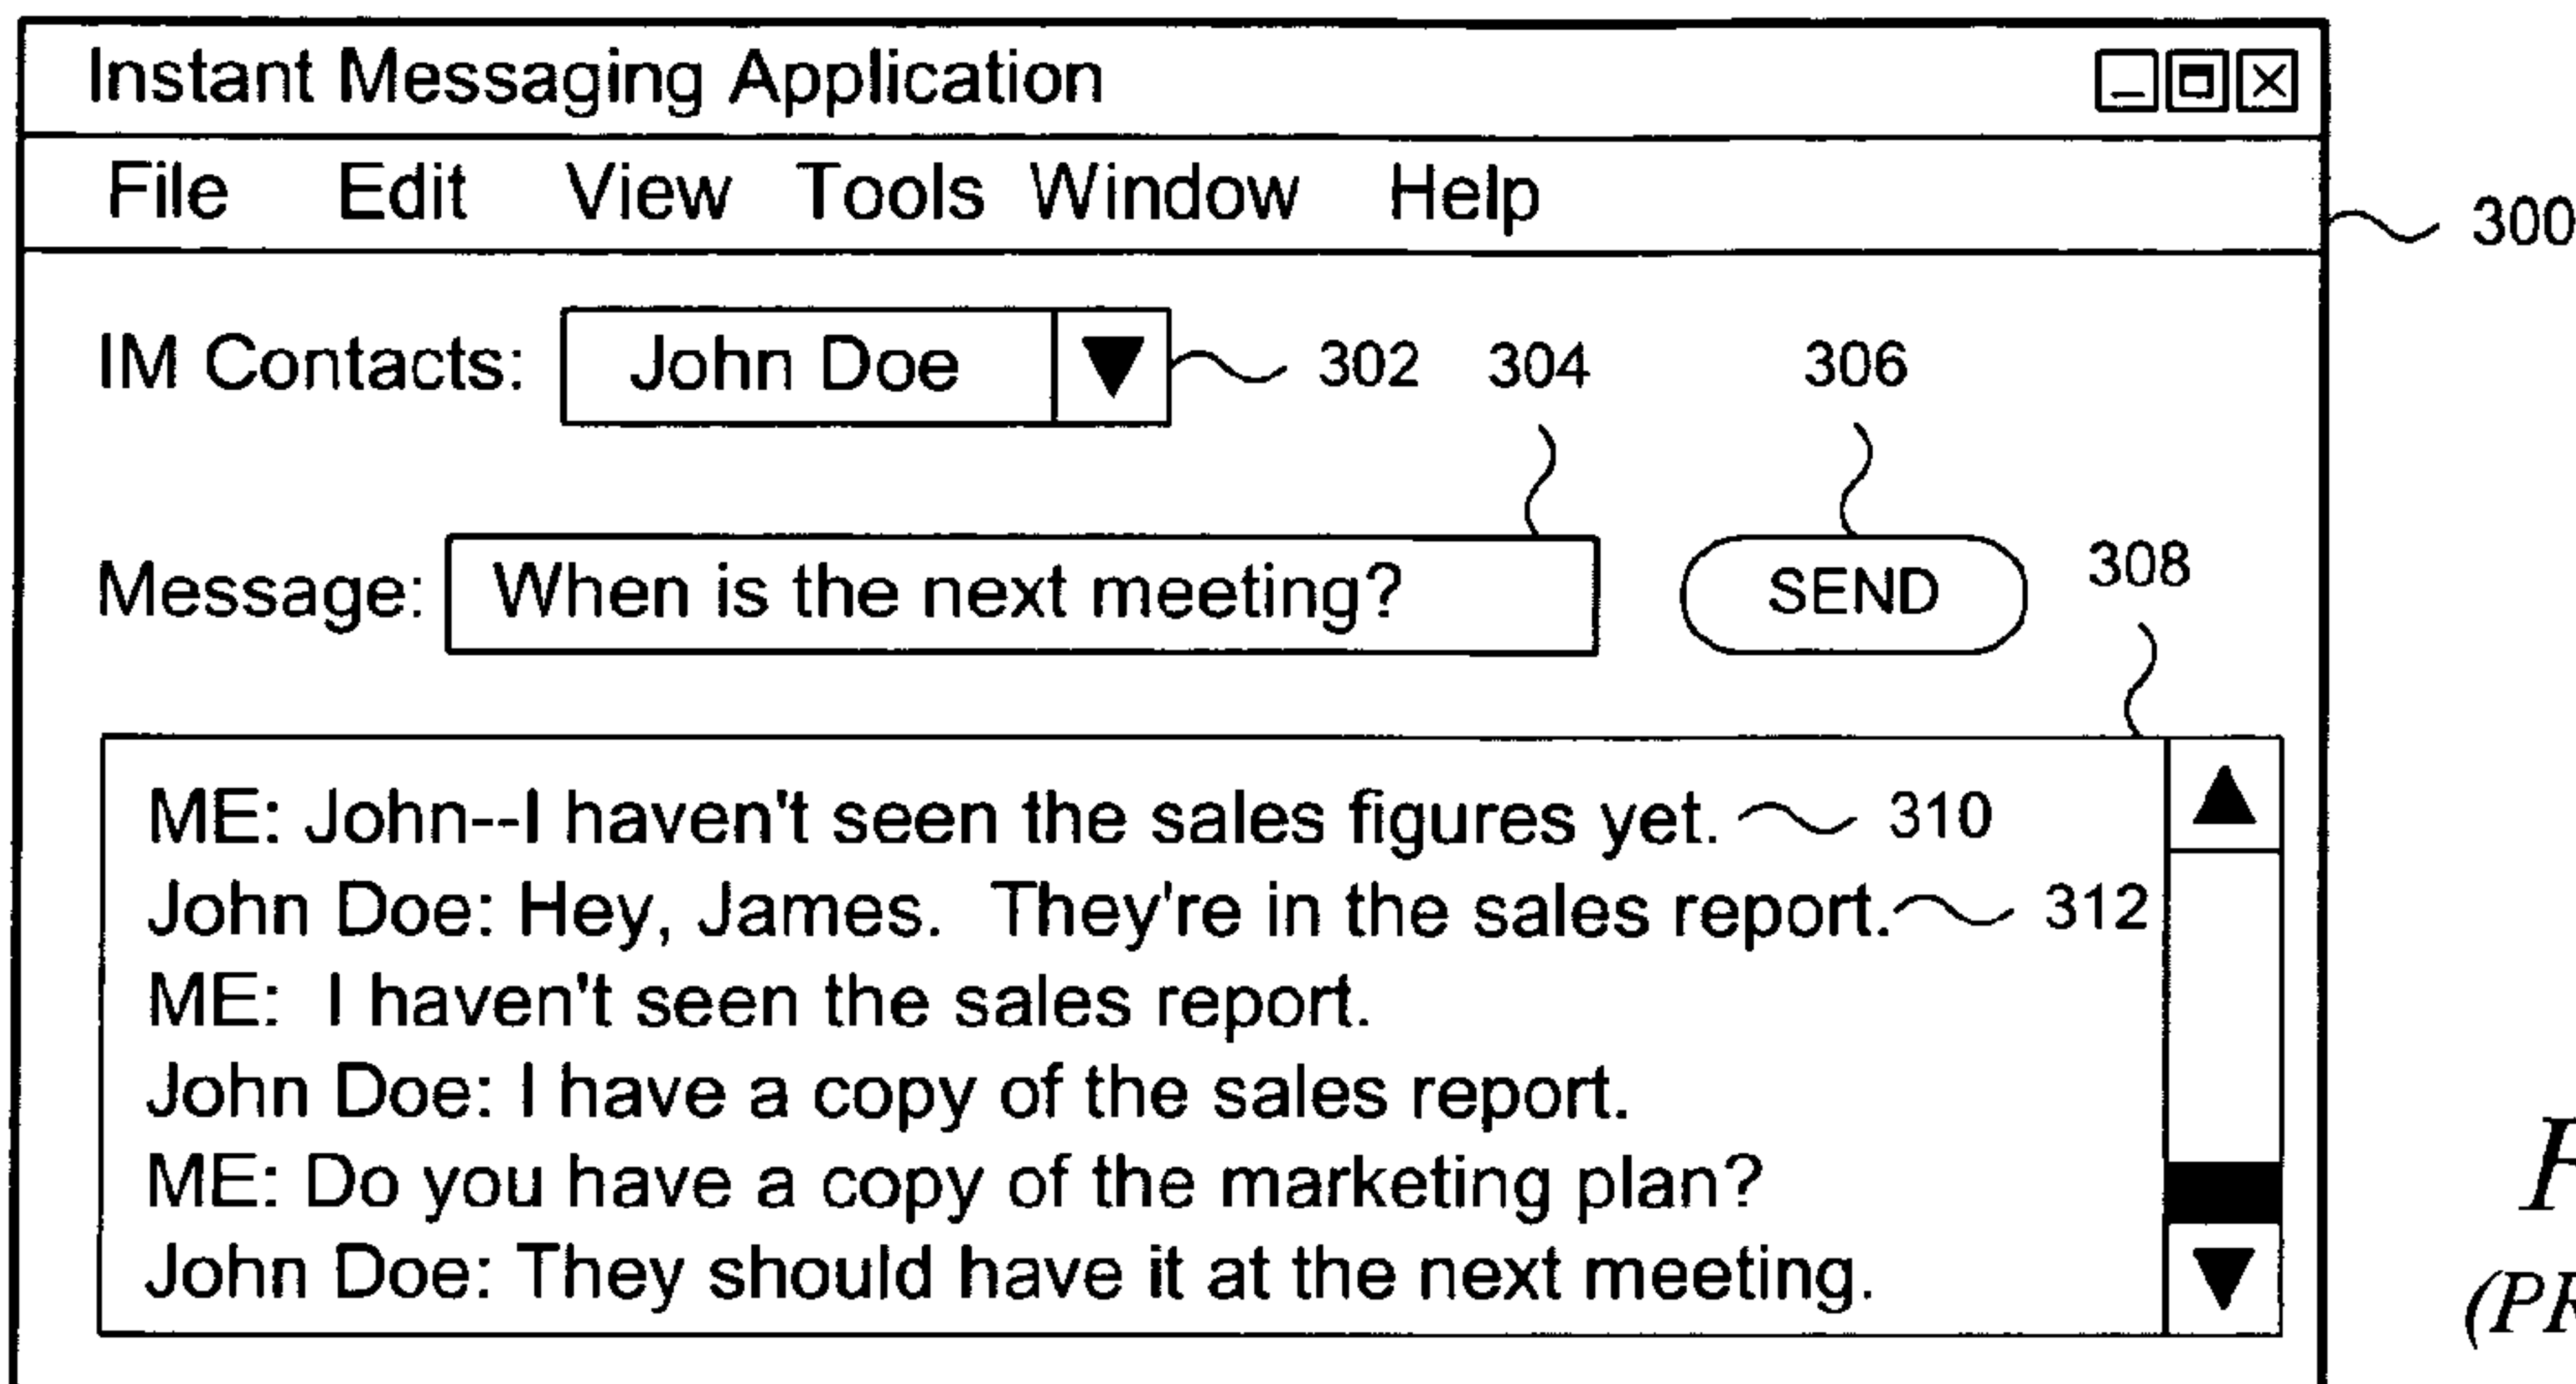 Instant Messaging Application
File Edit View Tools Window Help
300
IM Contacts: John Doe 302 304 306
Message: When is the next meeting? SEND 308
ME: John--I haven't seen the sales figures yet. 310
John Doe: Hey, James. They're in the sales report. 312
ME: I haven't seen the sales report.
John Doe: I have a copy of the sales report.
ME: Do you have a copy of the marketing plan?
John Doe: They should have it at the next meeting.